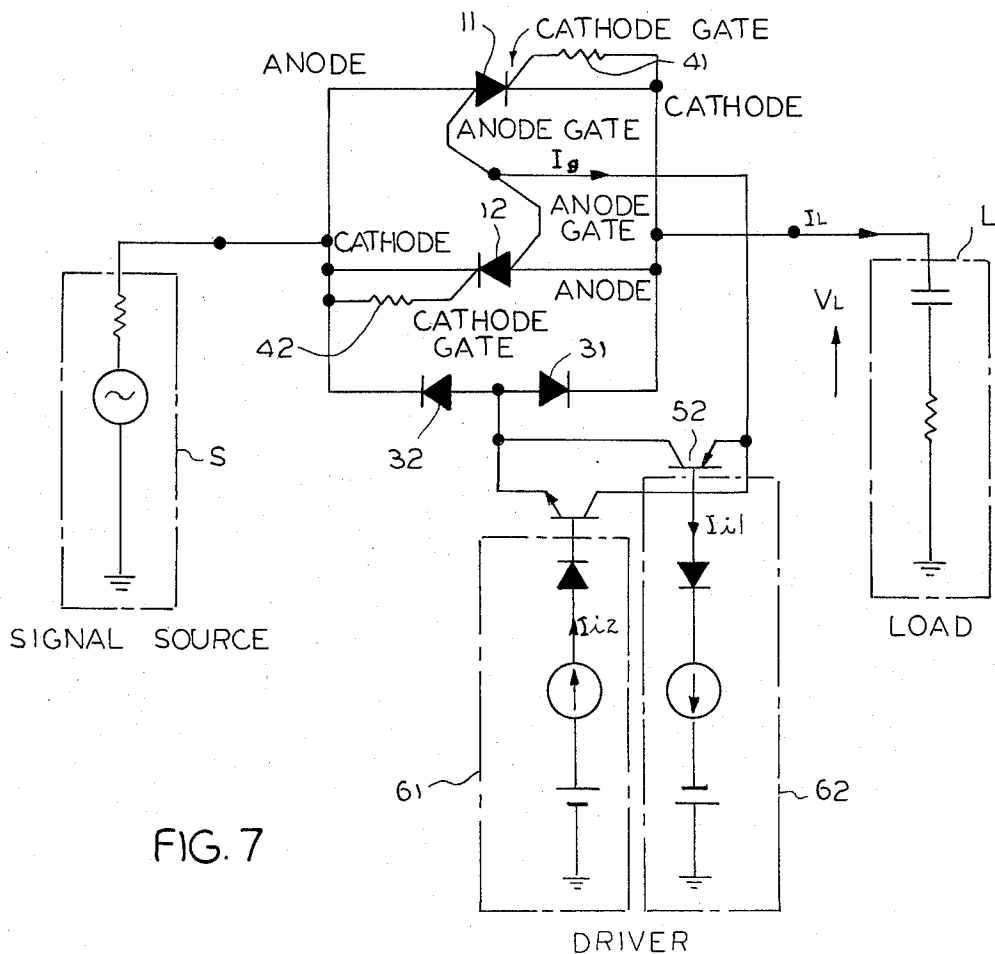 11
CATHODE GATE
41
ANODE
CATHODE
ANODE GATE
Ig
12
ANODE
GATE
IL
L
CATHODE
ANODE
VL
42
CATHODE
GATE
31
32
52
S
Ii1
SIGNAL SOURCE
Ii2
LOAD
61
62
FIG. 7
DRIVER